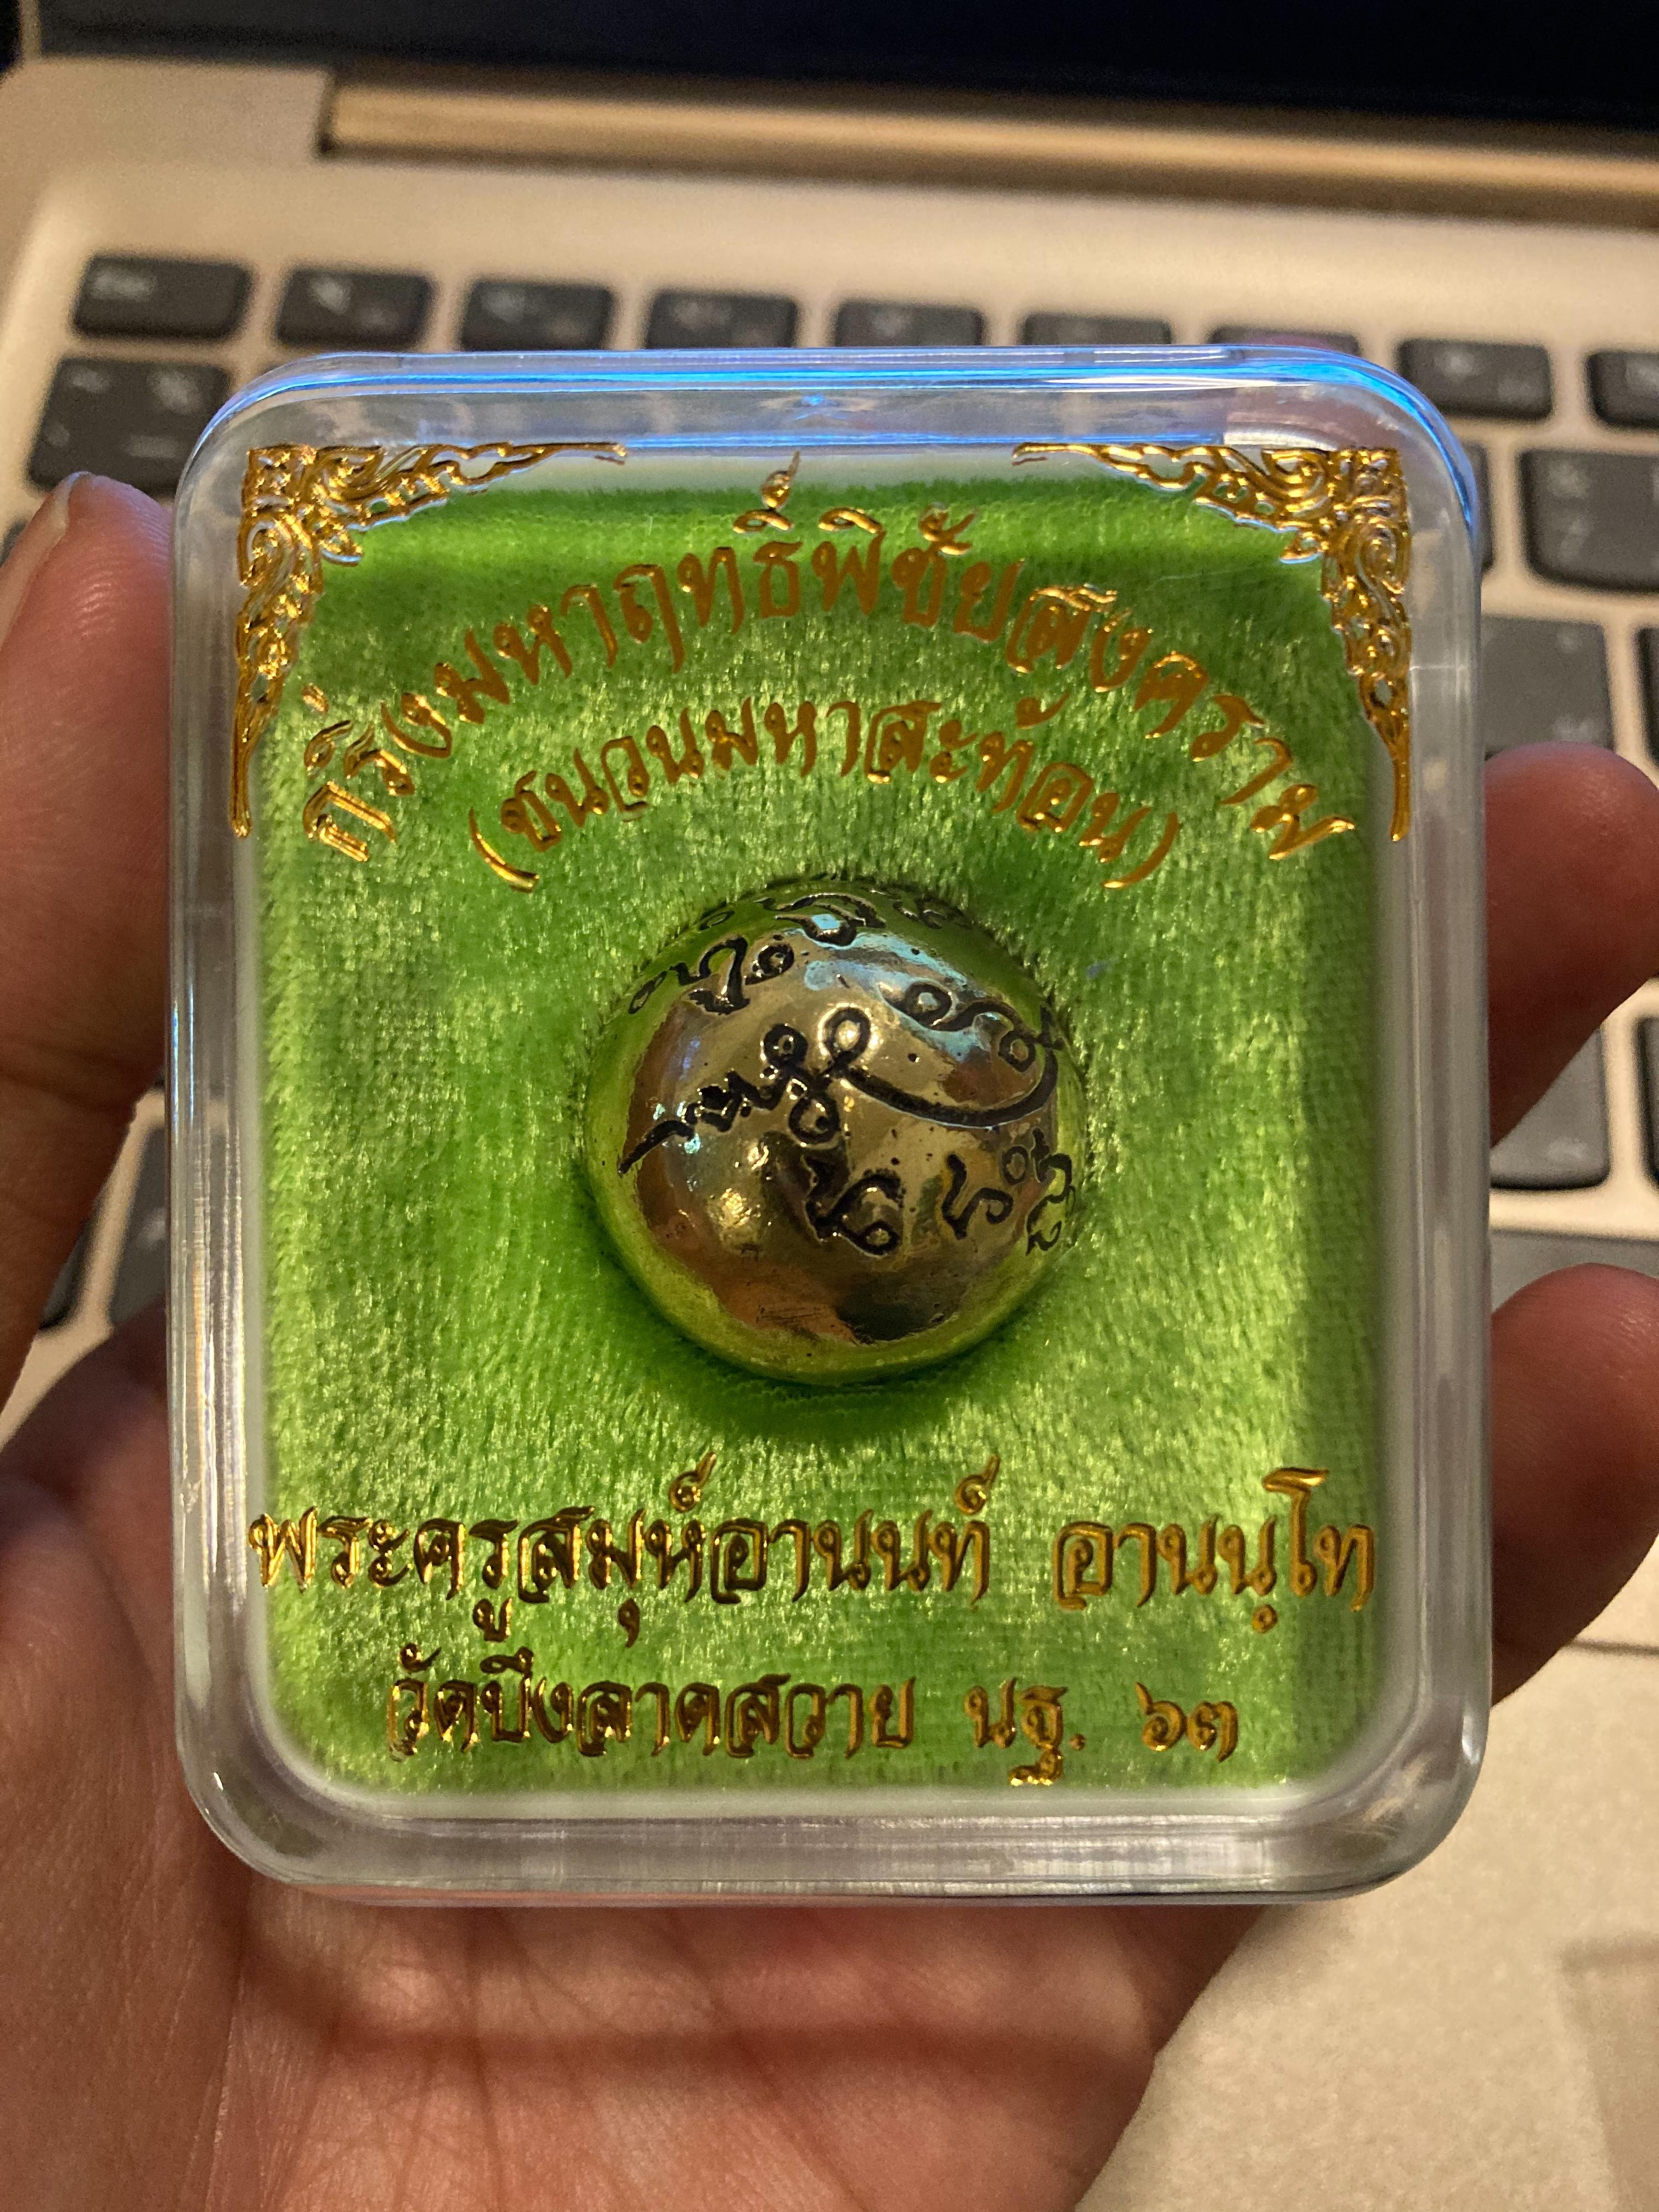 กริ่งมหาฤทธิ์พิชัยสงคราม
(ชนวนมหาสะท้อน)
พระครูสมุห์อานนท์ อานนฺโท
วัดบึงลาดสวาย นฐ. ๖๓